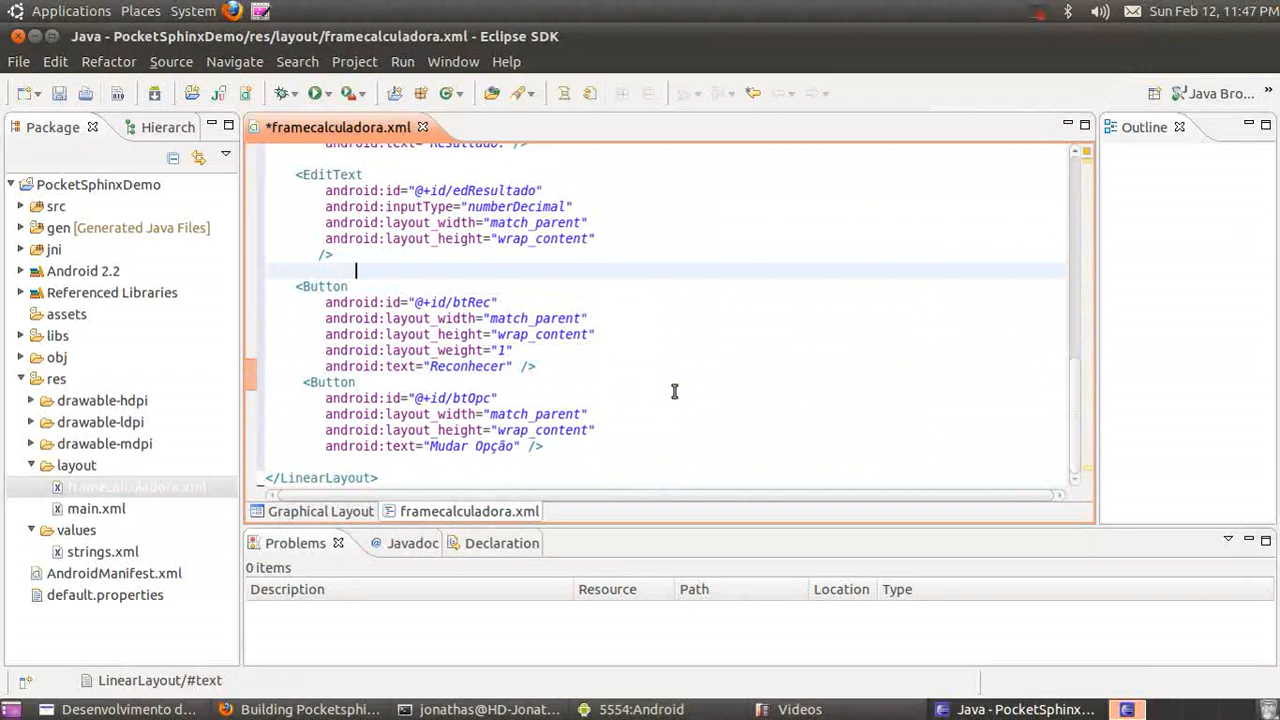 Applications Places System Sun Feb 12, 11:47 PM
Java - PocketSphinxDemo/res/layout/framecalculadora.xml - Eclipse SDK
File Edit Refactor Source Navigate Search Project Run Window Help
Java Bro... »
Package Hierarch *framecalculadora.xml Outline
PocketSphinxDemo
src
gen [Generated Java Files]
jni
Android 2.2
Referenced Libraries
assets
libs
obj
res
drawable-hdpi
drawable-ldpi
drawable-mdpi
layout
framecalculadora.xml
main.xml
values
strings.xml
AndroidManifest.xml
default.properties
android:text="Resultado:" />
<EditText
android:id="@+id/edResultado"
android:inputType="numberDecimal"
android:layout_width="match_parent"
android:layout_height="wrap_content"
/>
<Button
android:id="@+id/btRec"
android:layout_width="match_parent"
android:layout_height="wrap_content"
android:layout_weight="1"
android:text="Reconhecer" />
<Button
android:id="@+id/btOpc"
android:layout_width="match_parent"
android:layout_height="wrap_content"
android:text="Mudar Opção" />
</LinearLayout>
Graphical Layout framecalculadora.xml
Problems Javadoc Declaration
0 items
Description Resource Path Location Type
LinearLayout/#text
Desenvolvimento d... Building Pocketsphi... jonathas@HD-Jonat... 5554:Android Videos Java - PocketSphinx...